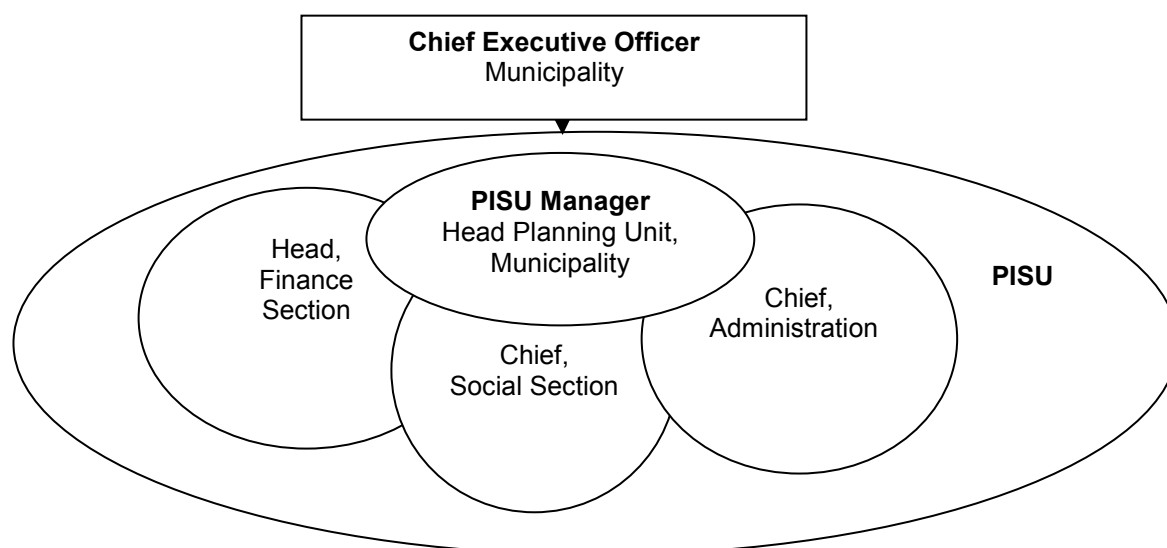 Chief Executive Officer
Municipality
PISU Manager
Head Planning Unit,
Municipality
Head,
Finance
Section
Chief,
Social Section
Chief,
Administration
PISU